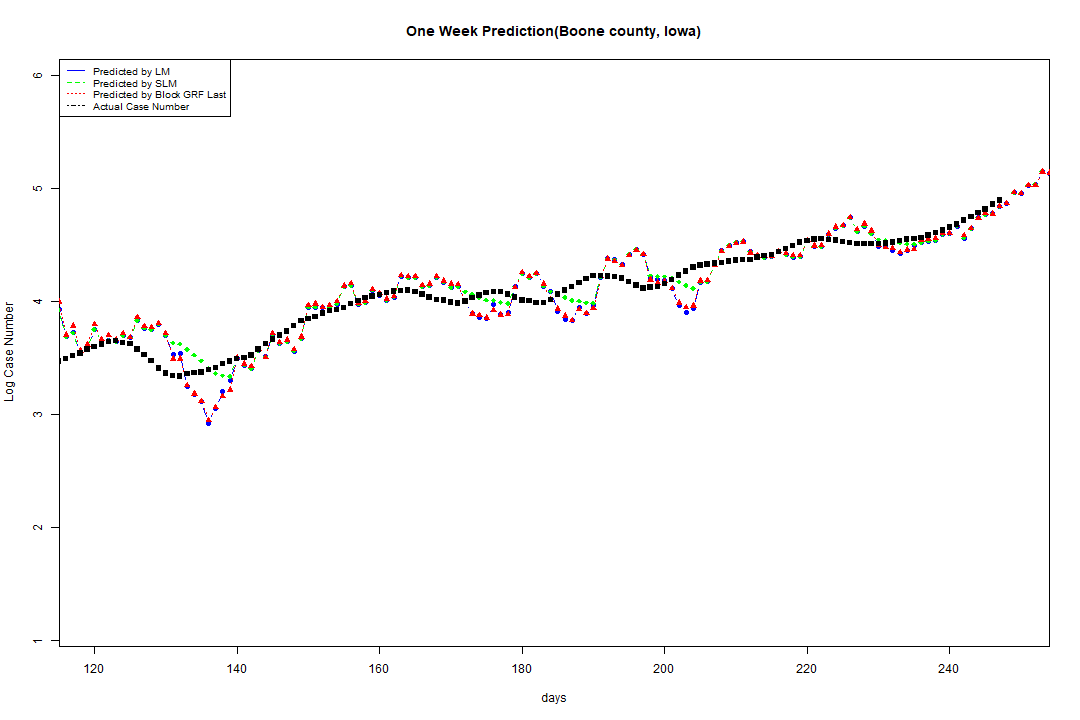 One Week Prediction(Boone county, Iowa)
Predicted by LM
Predicted by SLM
Predicted by Block GRF Last
Actual Case Number
6
5
4
3
2
1
Log Case Number
120 140 160 180 200 220 240
days